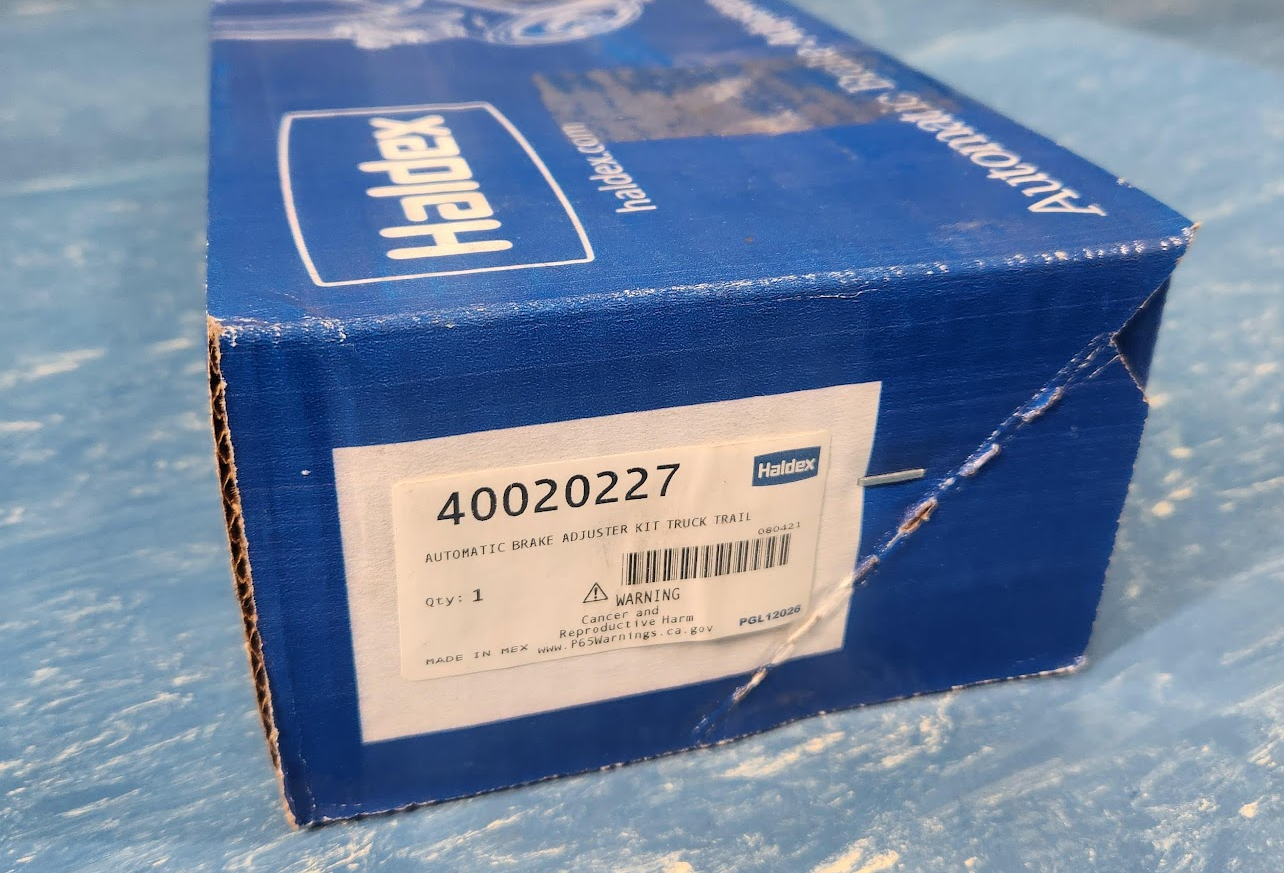 Haldex
haldex.com
Automatic Brake
40020227
Haldex
AUTOMATIC BRAKE ADJUSTER KIT TRUCK TRAIL
080421
Qty: 1
WARNING
Cancer and
Reproductive Harm
www.P65Warnings.ca.gov
MADE IN MEX
PGL12026